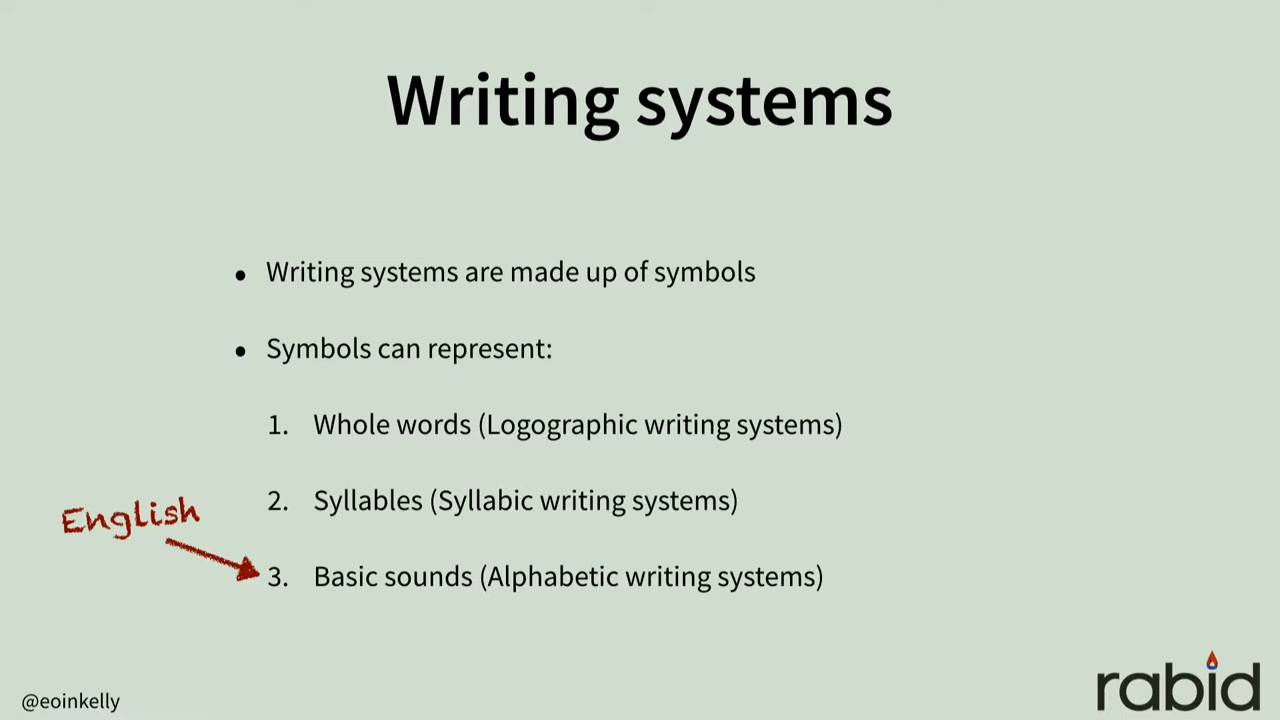 Writing systems
• Writing systems are made up of symbols
• Symbols can represent:
1. Whole words (Logographic writing systems)
2. Syllables (Syllabic writing systems)
English
3. Basic sounds (Alphabetic writing systems)
@eoinkelly
rabid